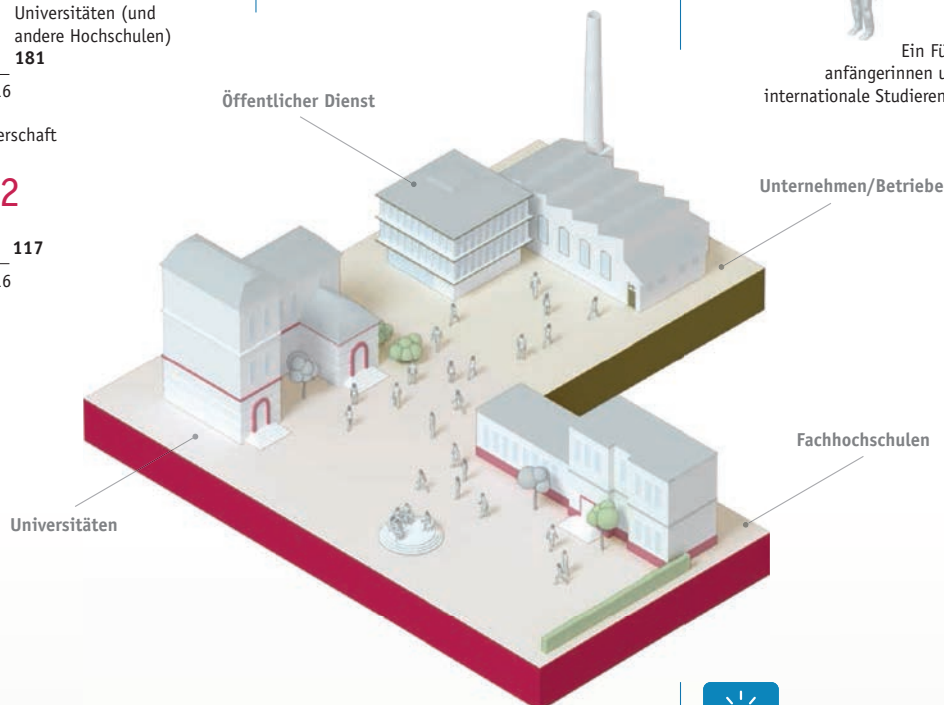 Universitäten (und
andere Hochschulen)
181
6
erschaft
2
117
6
Öffentlicher Dienst
Ein Fü
anfängerinnen u
internationale Studieren
Unternehmen/Betriebe
Fachhochschulen
Universitäten